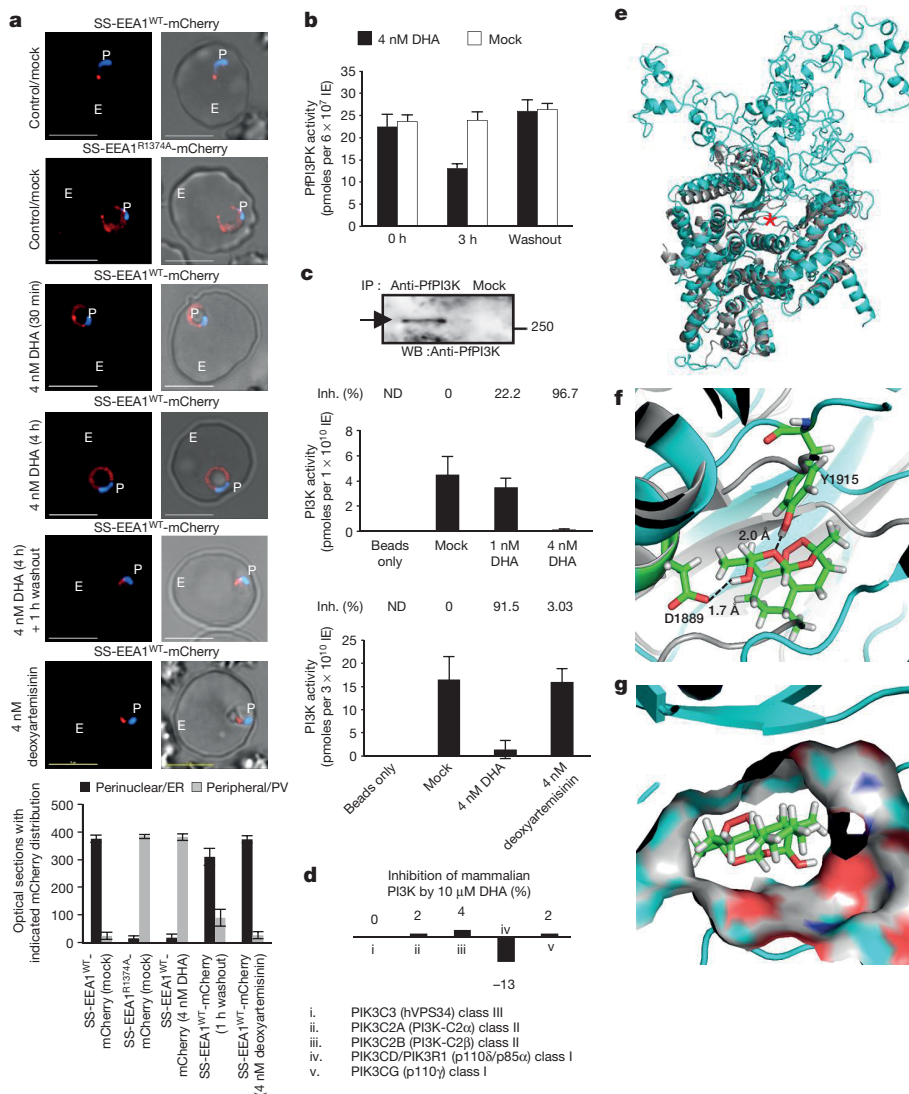 a
SS-EEA1WT-mCherry
Control/mock
P
E
P
E
SS-EEA1R1374A-mCherry
Control/mock
E
P
E
P
SS-EEA1WT-mCherry
4 nM DHA (30 min)
P
E
P
E
SS-EEA1WT-mCherry
4 nM DHA (4 h)
E
P
E
P
SS-EEA1WT-mCherry
4 nM DHA (4 h)
+ 1 h washout
E
P
E
P
SS-EEA1WT-mCherry
4 nM
deoxyartemisinin
E
P
E
P
Perinuclear/ER
Peripheral/PV
Optical sections with
indicated mCherry distribution
500
400
300
200
100
0
SS-EEA1WT-
mCherry (mock)
SS-EEA1R1374A-
mCherry (mock)
SS-EEA1WT-
mCherry (4 nM DHA)
SS-EEA1WT-mCherry
(1 h washout)
SS-EEA1WT-mCherry
(4 nM deoxyartemisinin)
b
4 nM DHA
Mock
PfPI3PK activity
(pmoles per 6 × 10⁷ IE)
35
30
25
20
15
10
5
0
0 h
3 h
Washout
c
IP : Anti-PfPI3K Mock
250
WB :Anti-PfPI3K
Inh. (%) ND 0 22.2 96.7
PI3K activity
(pmoles per 1 × 10¹⁰ IE)
8
6
4
2
0
Beads only
Mock
1 nM DHA
4 nM DHA
Inh. (%) ND 0 91.5 3.03
PI3K activity
(pmoles per 3 × 10¹⁰ IE)
25
20
15
10
5
0
Beads only
Mock
4 nM DHA
4 nM
deoxyartemisinin
d
Inhibition of mammalian
PI3K by 10 μM DHA (%)
0 2 4 iv 2
i ii iii v
–13
i. PIK3C3 (hVPS34) class III
ii. PIK3C2A (PI3K-C2α) class II
iii. PIK3C2B (PI3K-C2β) class II
iv. PIK3CD/PIK3R1 (p110δ/p85α) class I
v. PIK3CG (p110γ) class I
e
*
f
Y1915
2.0 Å
D1889
1.7 Å
g